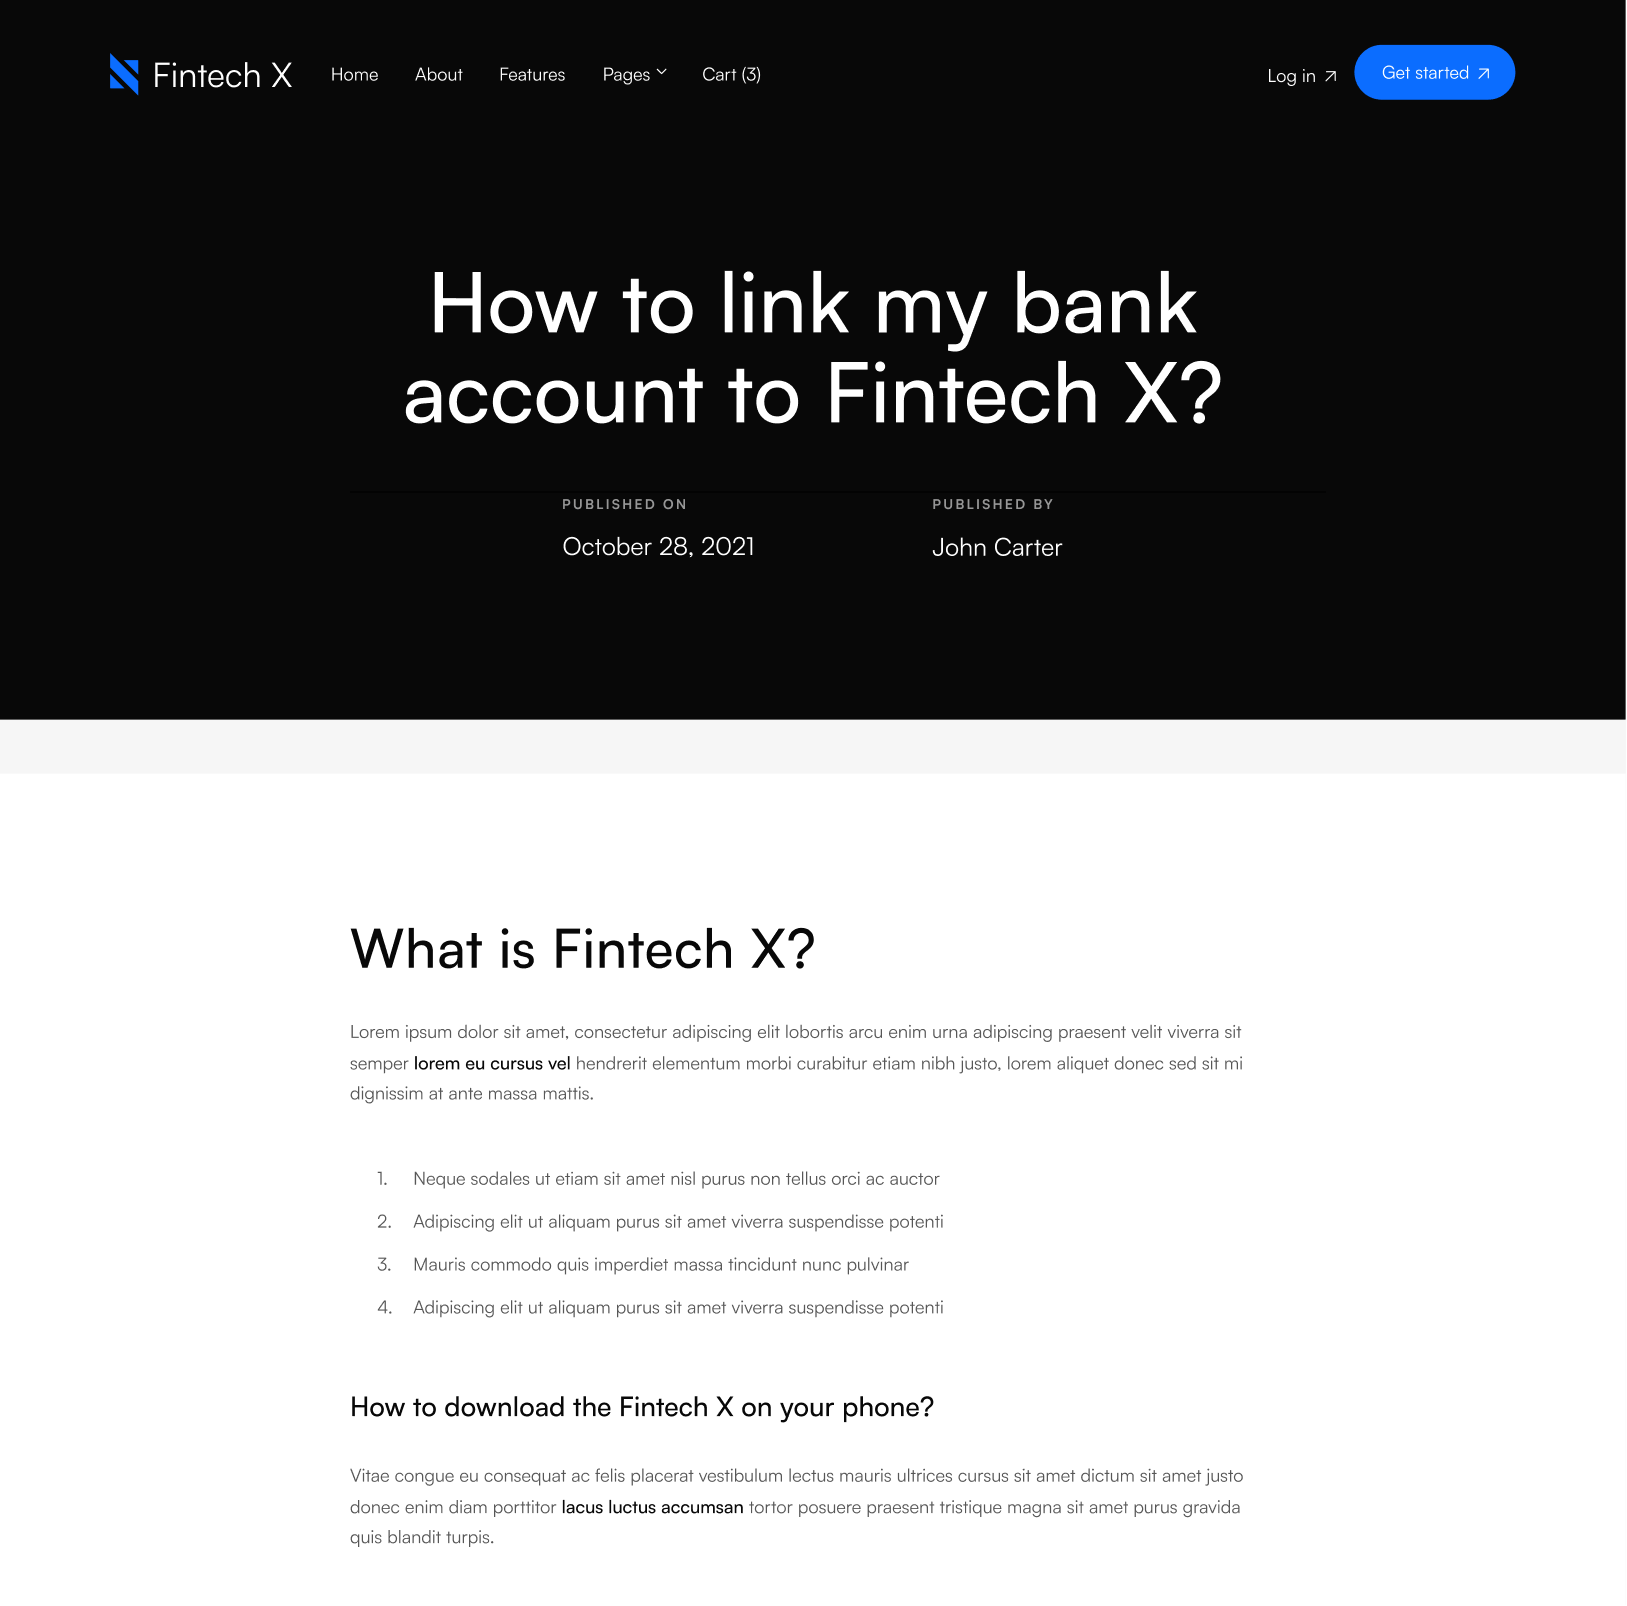 Fintech X
Home
About
Features
Pages
Cart (3)
Log in
Get started
How to link my bank
account to Fintech X?
PUBLISHED ON
October 28, 2021
PUBLISHED BY
John Carter
What is Fintech X?
Lorem ipsum dolor sit amet, consectetur adipiscing elit lobortis arcu enim urna adipiscing praesent velit viverra sit
semper lorem eu cursus vel hendrerit elementum morbi curabitur etiam nibh justo, lorem aliquet donec sed sit mi
dignissim at ante massa mattis.
1. Neque sodales ut etiam sit amet nisl purus non tellus orci ac auctor
2. Adipiscing elit ut aliquam purus sit amet viverra suspendisse potenti
3. Mauris commodo quis imperdiet massa tincidunt nunc pulvinar
4. Adipiscing elit ut aliquam purus sit amet viverra suspendisse potenti
How to download the Fintech X on your phone?
Vitae congue eu consequat ac felis placerat vestibulum lectus mauris ultrices cursus sit amet dictum sit amet justo
donec enim diam porttitor lacus luctus accumsan tortor posuere praesent tristique magna sit amet purus gravida
quis blandit turpis.